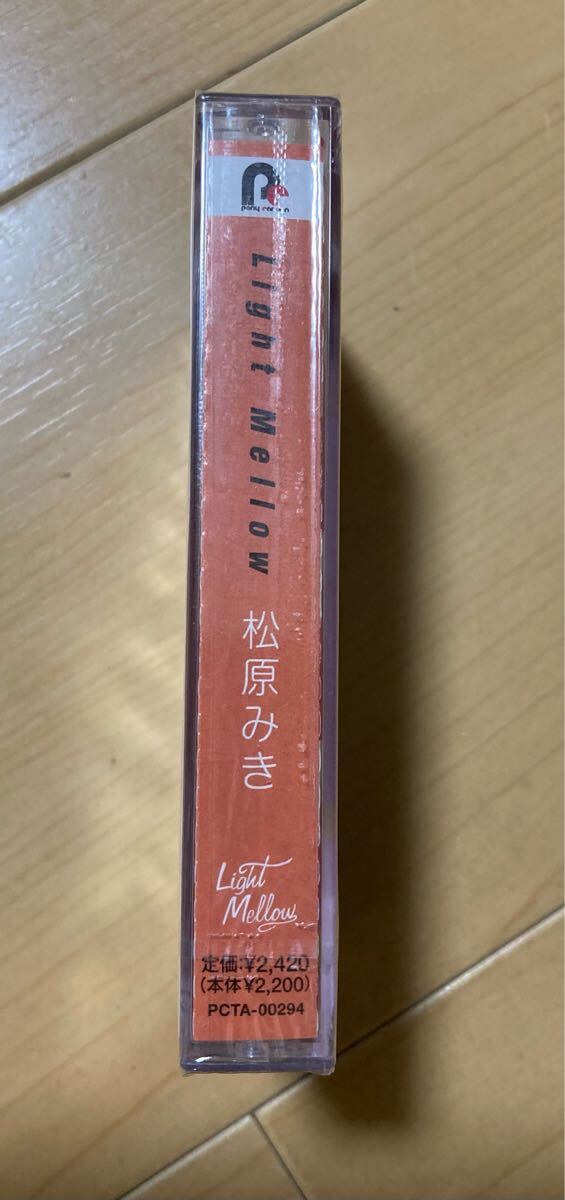 pony canyon
Light Mellow
松原みき
Light
Mellow
定価:¥2,420
(本体¥2,200)
PCTA-00294